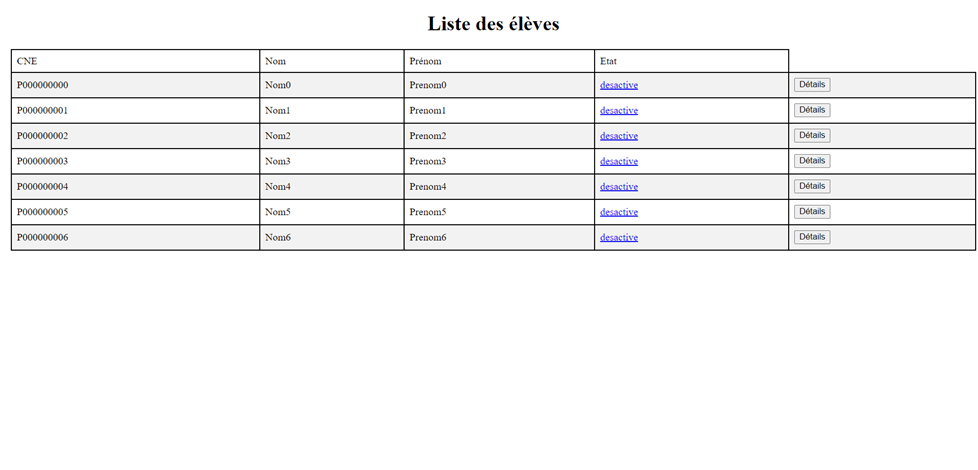 Liste des élèves
CNE Nom Prénom Etat
P000000000 Nom0 Prenom0 desactive Détails
P000000001 Nom1 Prenom1 desactive Détails
P000000002 Nom2 Prenom2 desactive Détails
P000000003 Nom3 Prenom3 desactive Détails
P000000004 Nom4 Prenom4 desactive Détails
P000000005 Nom5 Prenom5 desactive Détails
P000000006 Nom6 Prenom6 desactive Détails